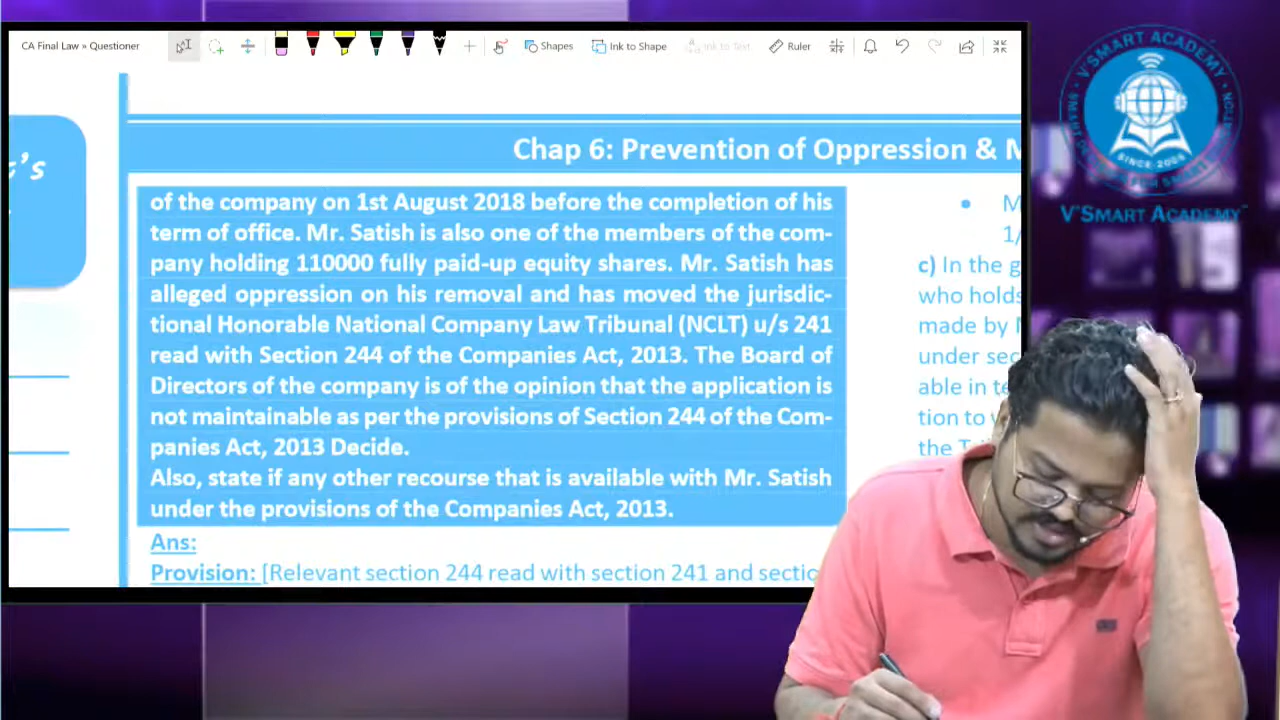 CA Final Law » Questioner
Shapes
Ink to Shape
Ink to Text
Ruler
t's
Chap 6: Prevention of Oppression & M
of the company on 1st August 2018 before the completion of his
term of office. Mr. Satish is also one of the members of the com-
pany holding 110000 fully paid-up equity shares. Mr. Satish has
alleged oppression on his removal and has moved the jurisdic-
tional Honorable National Company Law Tribunal (NCLT) u/s 241
read with Section 244 of the Companies Act, 2013. The Board of
Directors of the company is of the opinion that the application is
not maintainable as per the provisions of Section 244 of the Com-
panies Act, 2013 Decide.
Also, state if any other recourse that is available with Mr. Satish
under the provisions of the Companies Act, 2013.
Ans:
Provision: [Relevant section 244 read with section 241 and sectio
• M
1/
c) In the g
who holds
made by
under sec
able in te
tion to
the
V'SMART ACADEMY
SINCE-2008
V'SMART ACADEMY